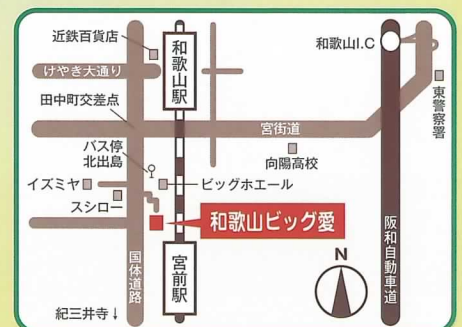 近鉄百貨店
和歌山駅
和歌山I.C
けやき大通り
東警察署
田中町交差点
宮街道
バス停
北出島
向陽高校
イズミヤ
ビッグホエール
スシロー
和歌山ビッグ愛
国体道路
宮前駅
阪和自動車道
N
紀三井寺↓